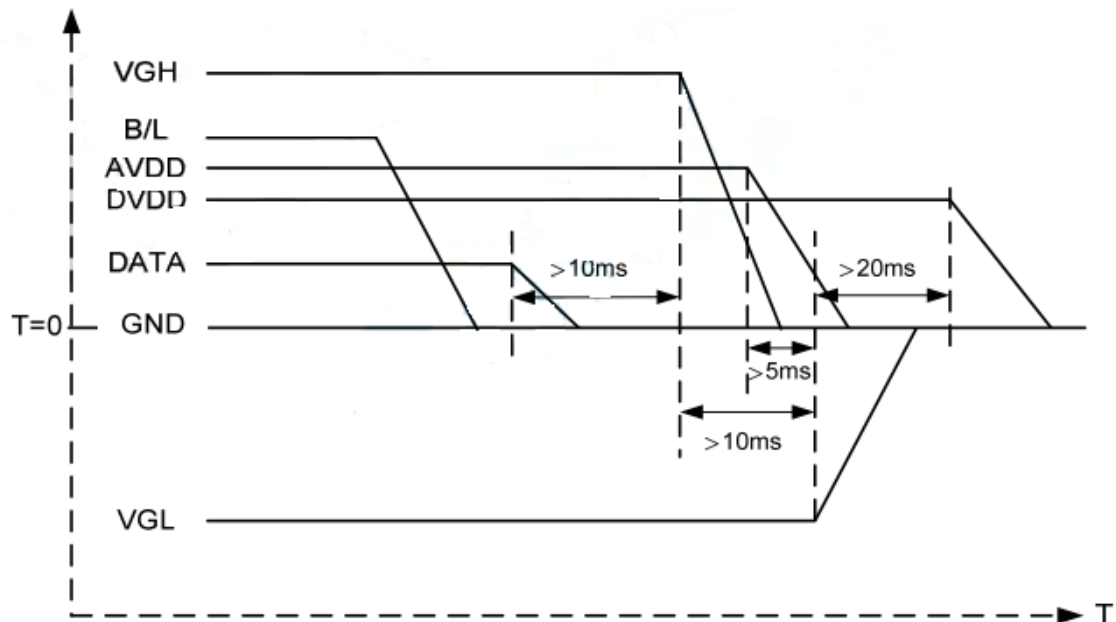 VGH
B/L
AVDD
DVDD
DATA
>10ms
>20ms
T=0
GND
>5ms
>10ms
VGL
T